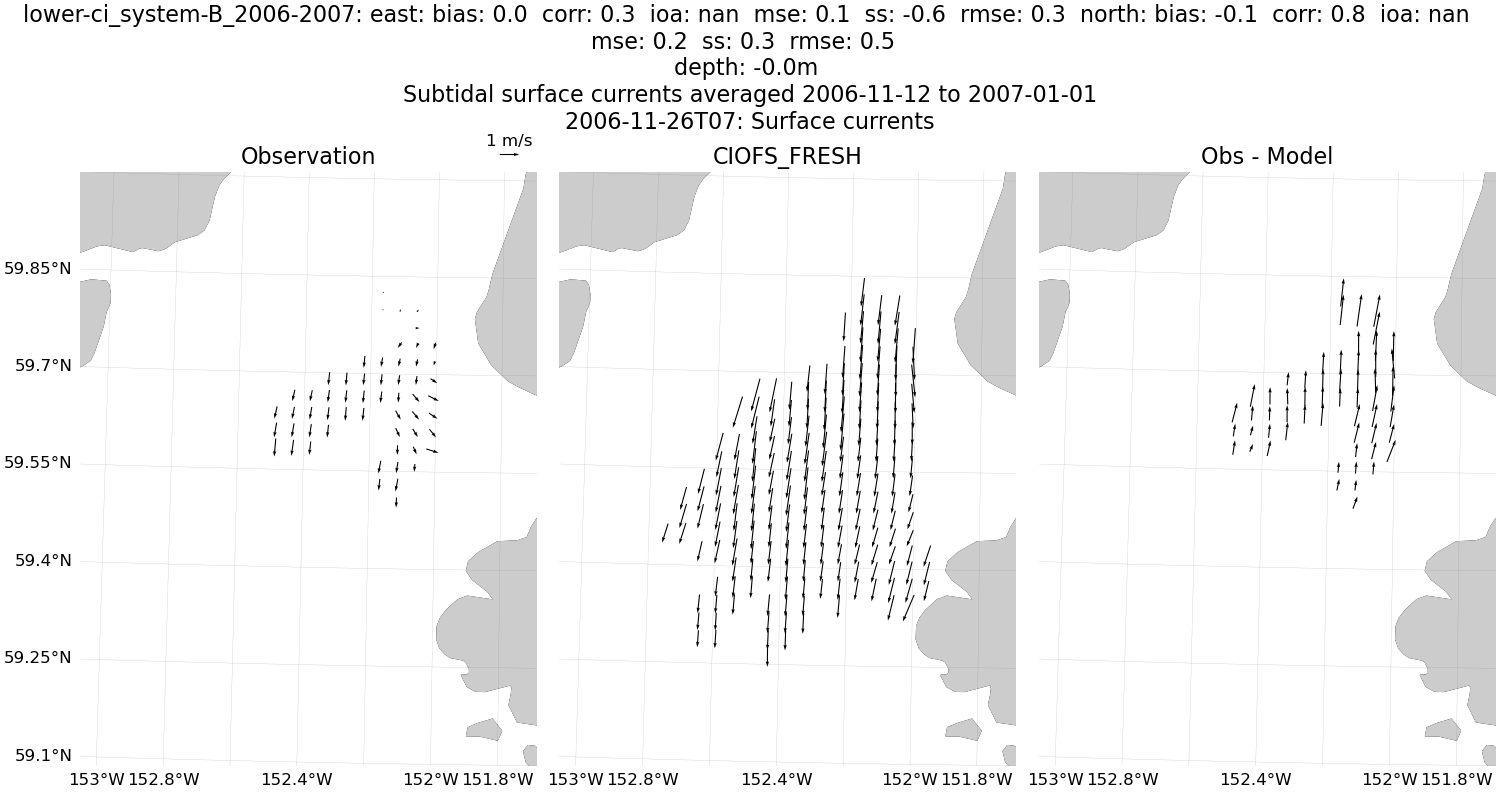 lower-ci_system-B_2006-2007: east: bias: 0.0  corr: 0.3  ioa: nan  mse: 0.1  ss: -0.6  rmse: 0.3  north: bias: -0.1  corr: 0.8  ioa: nan
mse: 0.2  ss: 0.3  rmse: 0.5
depth: -0.0m
Subtidal surface currents averaged 2006-11-12 to 2007-01-01
2006-11-26T07: Surface currents
1 m/s
Observation
CIOFS_FRESH
Obs - Model
59.85°N
59.7°N
59.55°N
59.4°N
59.25°N
59.1°N
153°W 152.8°W 152.4°W 152°W 151.8°W
153°W 152.8°W 152.4°W 152°W 151.8°W
153°W 152.8°W 152.4°W 152°W 151.8°W